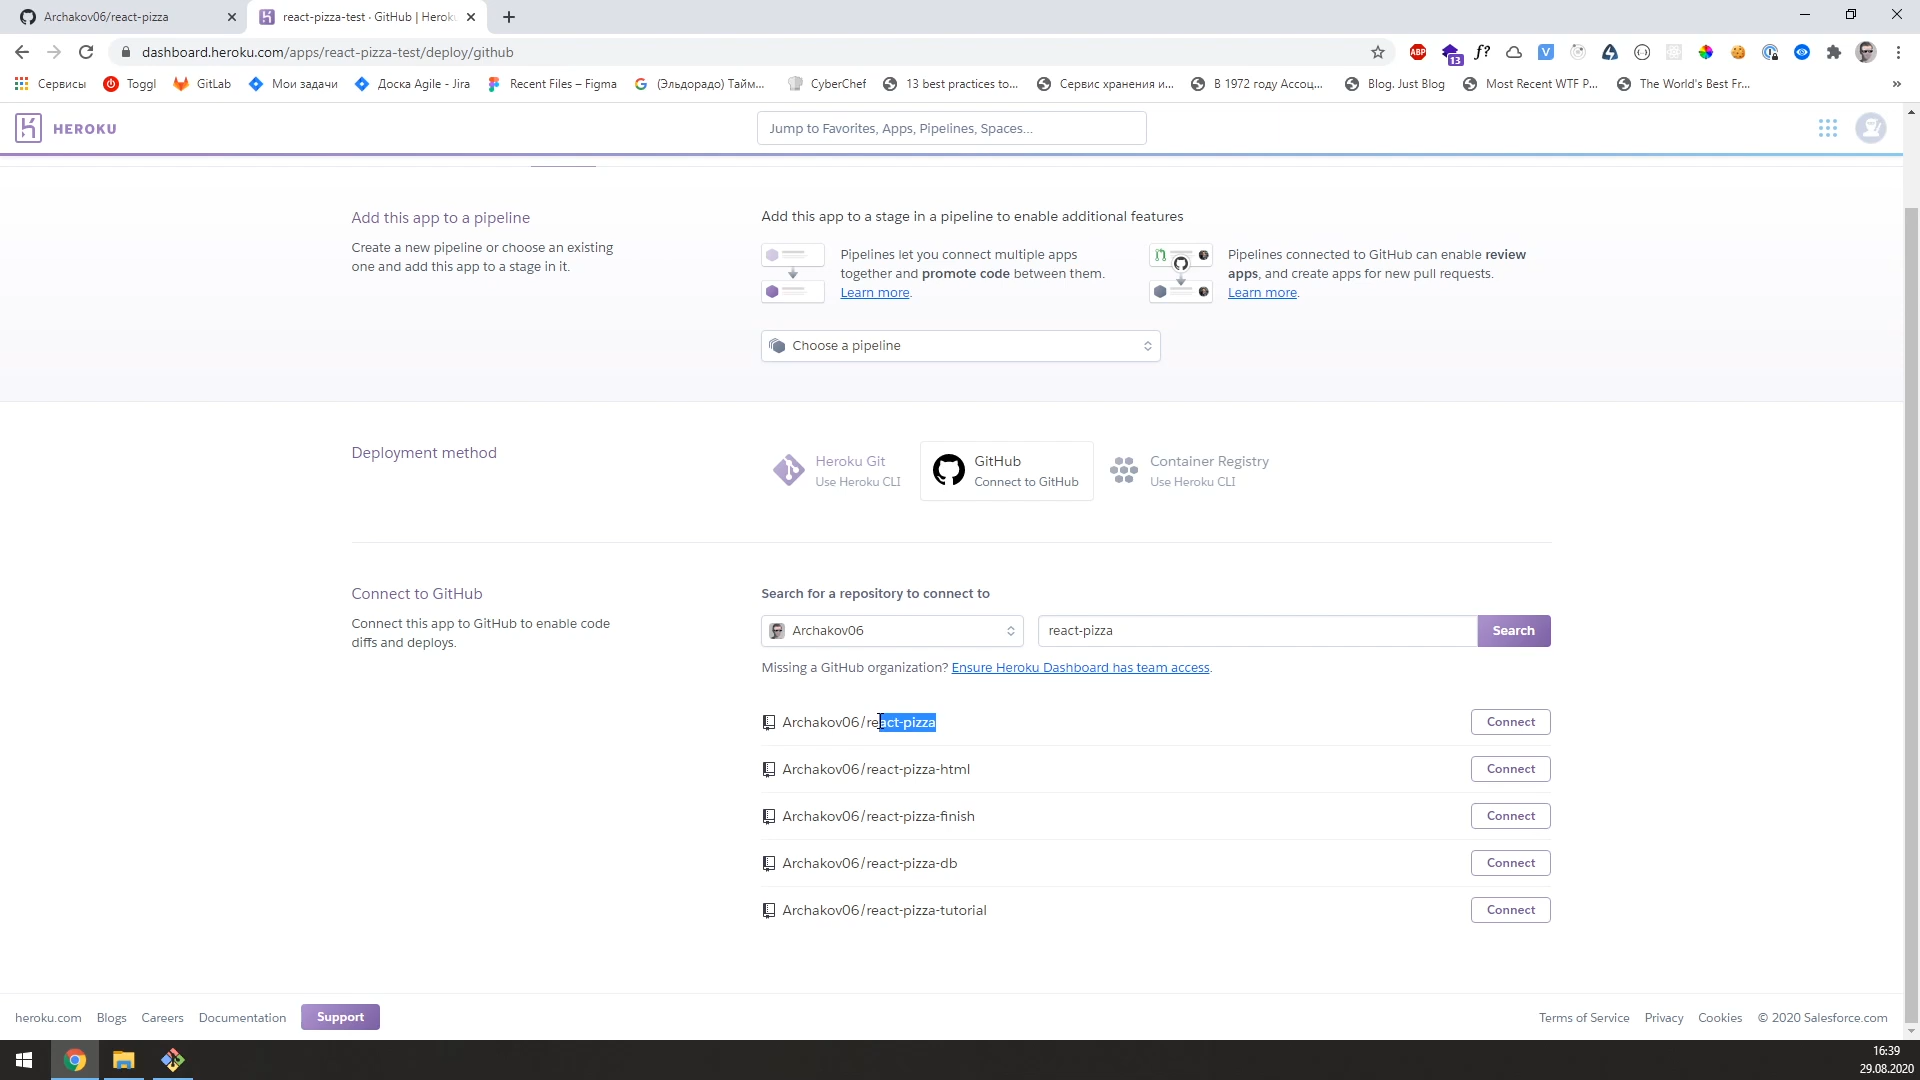 Archakov06/react-pizza
react-pizza-test · GitHub | Heroku
dashboard.heroku.com/apps/react-pizza-test/deploy/github
ABP
13
f?
V
Сервисы
Toggl
GitLab
Мои задачи
Доска Agile - Jira
Recent Files – Figma
(Эльдорадо) Тайм...
CyberChef
13 best practices to...
Сервис хранения и...
В 1972 году Ассоц...
Blog. Just Blog
Most Recent WTF P...
The World's Best Fr...
HEROKU
Jump to Favorites, Apps, Pipelines, Spaces...
Add this app to a pipeline
Create a new pipeline or choose an existing
one and add this app to a stage in it.
Add this app to a stage in a pipeline to enable additional features
Pipelines let you connect multiple apps
together and promote code between them.
Learn more.
Pipelines connected to GitHub can enable review
apps, and create apps for new pull requests.
Learn more.
Choose a pipeline
Deployment method
Heroku Git
Use Heroku CLI
GitHub
Connect to GitHub
Container Registry
Use Heroku CLI
Connect to GitHub
Connect this app to GitHub to enable code
diffs and deploys.
Search for a repository to connect to
Archakov06
react-pizza
Search
Missing a GitHub organization? Ensure Heroku Dashboard has team access.
Archakov06/react-pizza
Connect
Archakov06/react-pizza-html
Connect
Archakov06/react-pizza-finish
Connect
Archakov06/react-pizza-db
Connect
Archakov06/react-pizza-tutorial
Connect
heroku.com
Blogs
Careers
Documentation
Support
Terms of Service
Privacy
Cookies
© 2020 Salesforce.com
16:39
29.08.2020